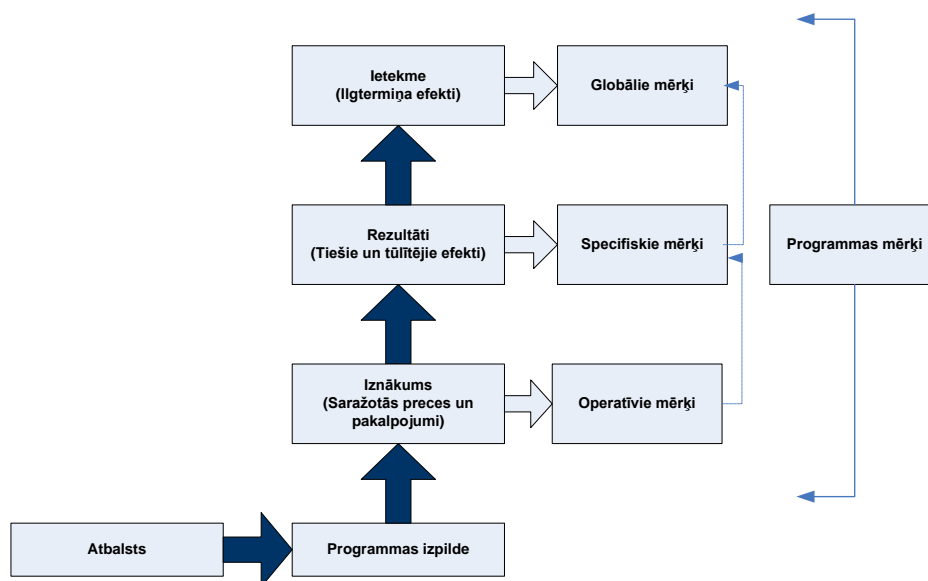 Ietekme
(Ilgtermiņa efekti)
Globālie mērķi
Rezultāti
(Tiešie un tūlītējie efekti)
Specifiskie mērķi
Programmas mērķi
Iznākums
(Saražotās preces un
pakalpojumi)
Operatīvie mērķi
Atbalsts
Programmas izpilde